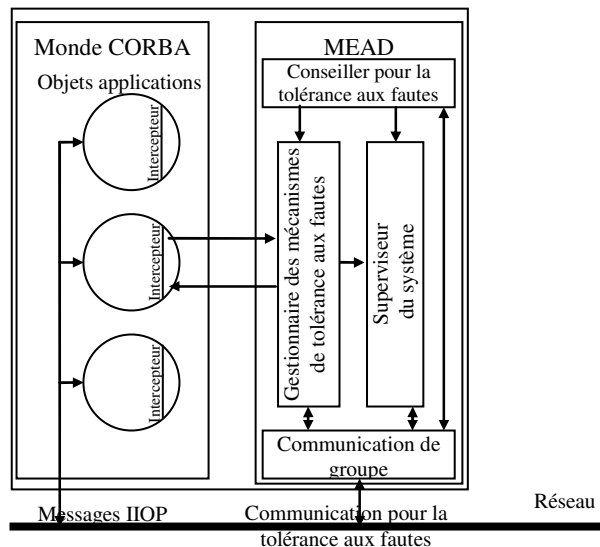 Monde CORBA
Objets applications
Intercepteur
Intercepteur
Intercepteur
MEAD
Conseiller pour la
tolérance aux fautes
Gestionnaire des mécanismes
de tolérance aux fautes
Superviseur
du système
Communication de
groupe
Messages IIOP
Communication pour la
tolérance aux fautes
Réseau